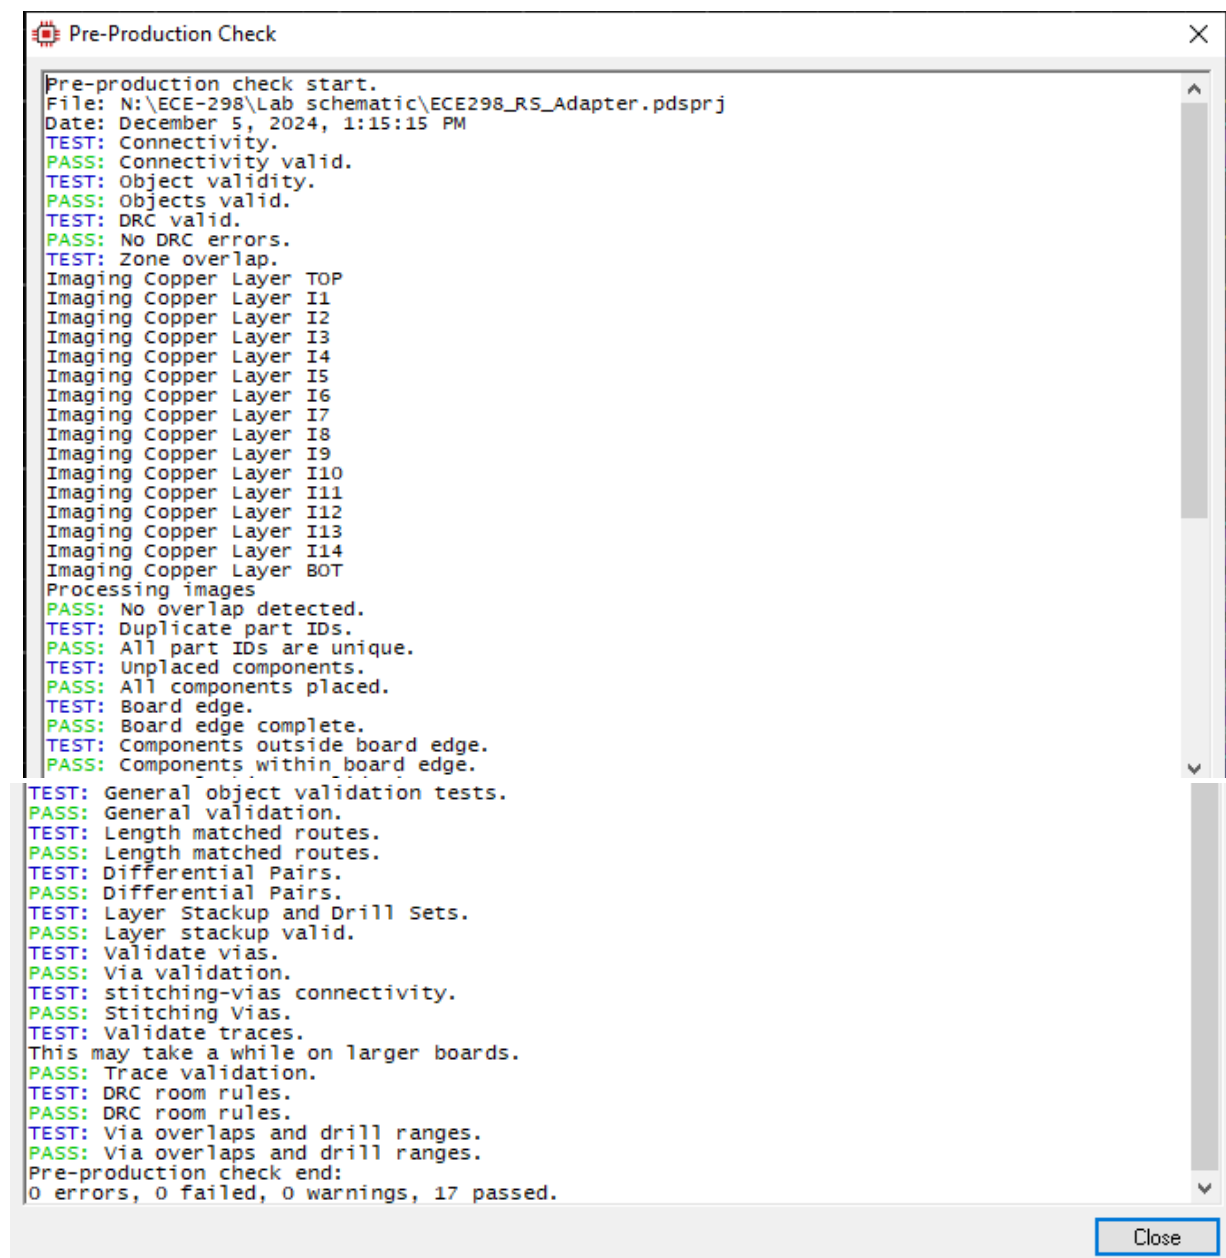 Pre-Production Check
Pre-production check start.
File: N:\ECE-298\Lab schematic\ECE298_RS_Adapter.pdsprj
Date: December 5, 2024, 1:15:15 PM
TEST: Connectivity.
PASS: Connectivity valid.
TEST: Object validity.
PASS: Objects valid.
TEST: DRC valid.
PASS: No DRC errors.
TEST: Zone overlap.
Imaging Copper Layer TOP
Imaging Copper Layer I1
Imaging Copper Layer I2
Imaging Copper Layer I3
Imaging Copper Layer I4
Imaging Copper Layer I5
Imaging Copper Layer I6
Imaging Copper Layer I7
Imaging Copper Layer I8
Imaging Copper Layer I9
Imaging Copper Layer I10
Imaging Copper Layer I11
Imaging Copper Layer I12
Imaging Copper Layer I13
Imaging Copper Layer I14
Imaging Copper Layer BOT
Processing images
PASS: No overlap detected.
TEST: Duplicate part IDs.
PASS: All part IDs are unique.
TEST: Unplaced components.
PASS: All components placed.
TEST: Board edge.
PASS: Board edge complete.
TEST: Components outside board edge.
PASS: Components within board edge.
TEST: General object validation tests.
PASS: General validation.
TEST: Length matched routes.
PASS: Length matched routes.
TEST: Differential Pairs.
PASS: Differential Pairs.
TEST: Layer Stackup and Drill Sets.
PASS: Layer stackup valid.
TEST: Validate vias.
PASS: Via validation.
TEST: stitching-vias connectivity.
PASS: Stitching Vias.
TEST: Validate traces.
This may take a while on larger boards.
PASS: Trace validation.
TEST: DRC room rules.
PASS: DRC room rules.
TEST: Via overlaps and drill ranges.
PASS: Via overlaps and drill ranges.
Pre-production check end:
0 errors, 0 failed, 0 warnings, 17 passed.
Close